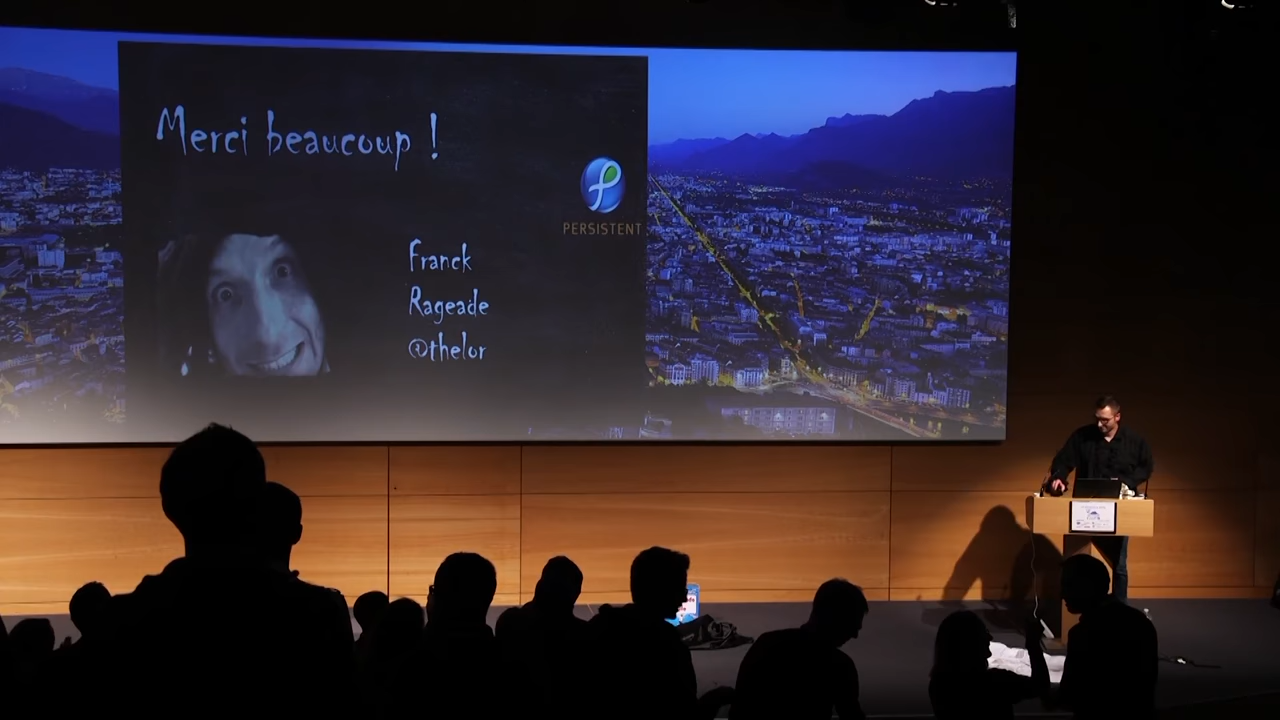 Merci beaucoup !
PERSISTENT
Franck
Rageade
@thelor